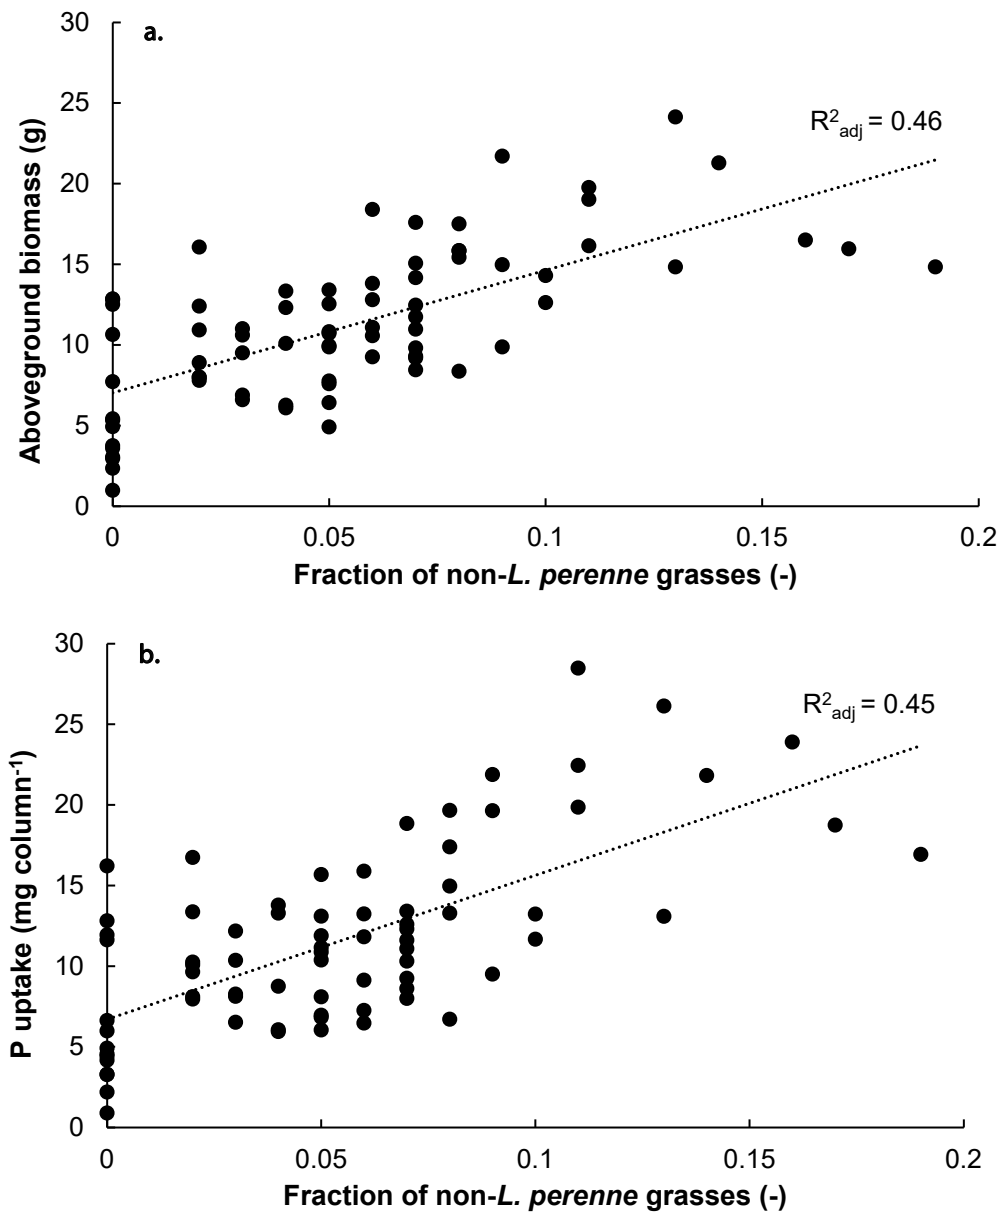 a.
30
25
20
15
10
5
0
Aboveground biomass (g)
R²adj = 0.46
0 0.05 0.1 0.15 0.2
Fraction of non-L. perenne grasses (-)
b.
30
25
20
15
10
5
0
P uptake (mg column⁻¹)
R²adj = 0.45
0 0.05 0.1 0.15 0.2
Fraction of non-L. perenne grasses (-)